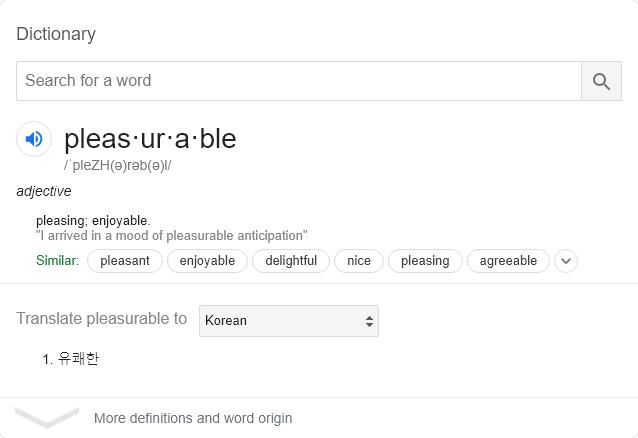 Dictionary
Search for a word
pleas·ur·a·ble
/ˈpleZH(ə)rəb(ə)l/
adjective
pleasing; enjoyable.
"I arrived in a mood of pleasurable anticipation"
Similar: pleasant enjoyable delightful nice pleasing agreeable
Translate pleasurable to Korean
1. 유쾌한
More definitions and word origin